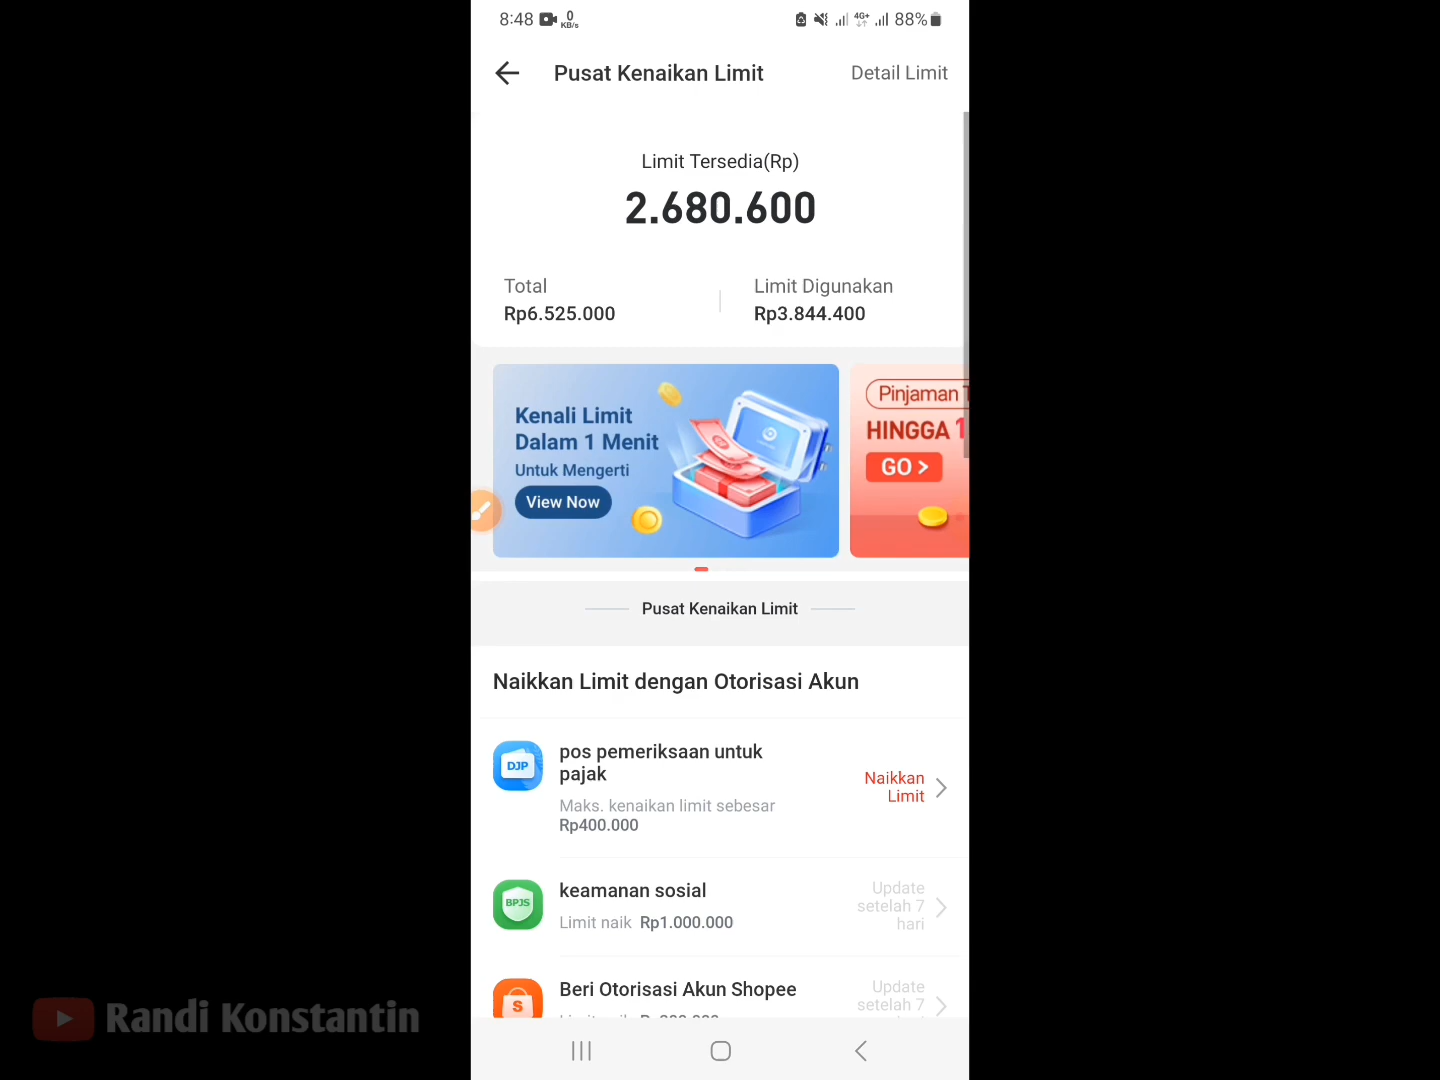 8:48 0 KB/s 4G+ 88%
Pusat Kenaikan Limit Detail Limit
Limit Tersedia(Rp)
2.680.600
Total Limit Digunakan
Rp6.525.000 Rp3.844.400
Kenali Limit
Dalam 1 Menit
Untuk Mengerti
View Now
Pinjaman
HINGGA 1
GO >
Pusat Kenaikan Limit
Naikkan Limit dengan Otorisasi Akun
DJP
pos pemeriksaan untuk
pajak
Maks. kenaikan limit sebesar
Rp400.000
Naikkan
Limit
BPJS
keamanan sosial
Limit naik Rp1.000.000
Update
setelah 7
hari
S
Beri Otorisasi Akun Shopee
Update
setelah 7
Randi Konstantin